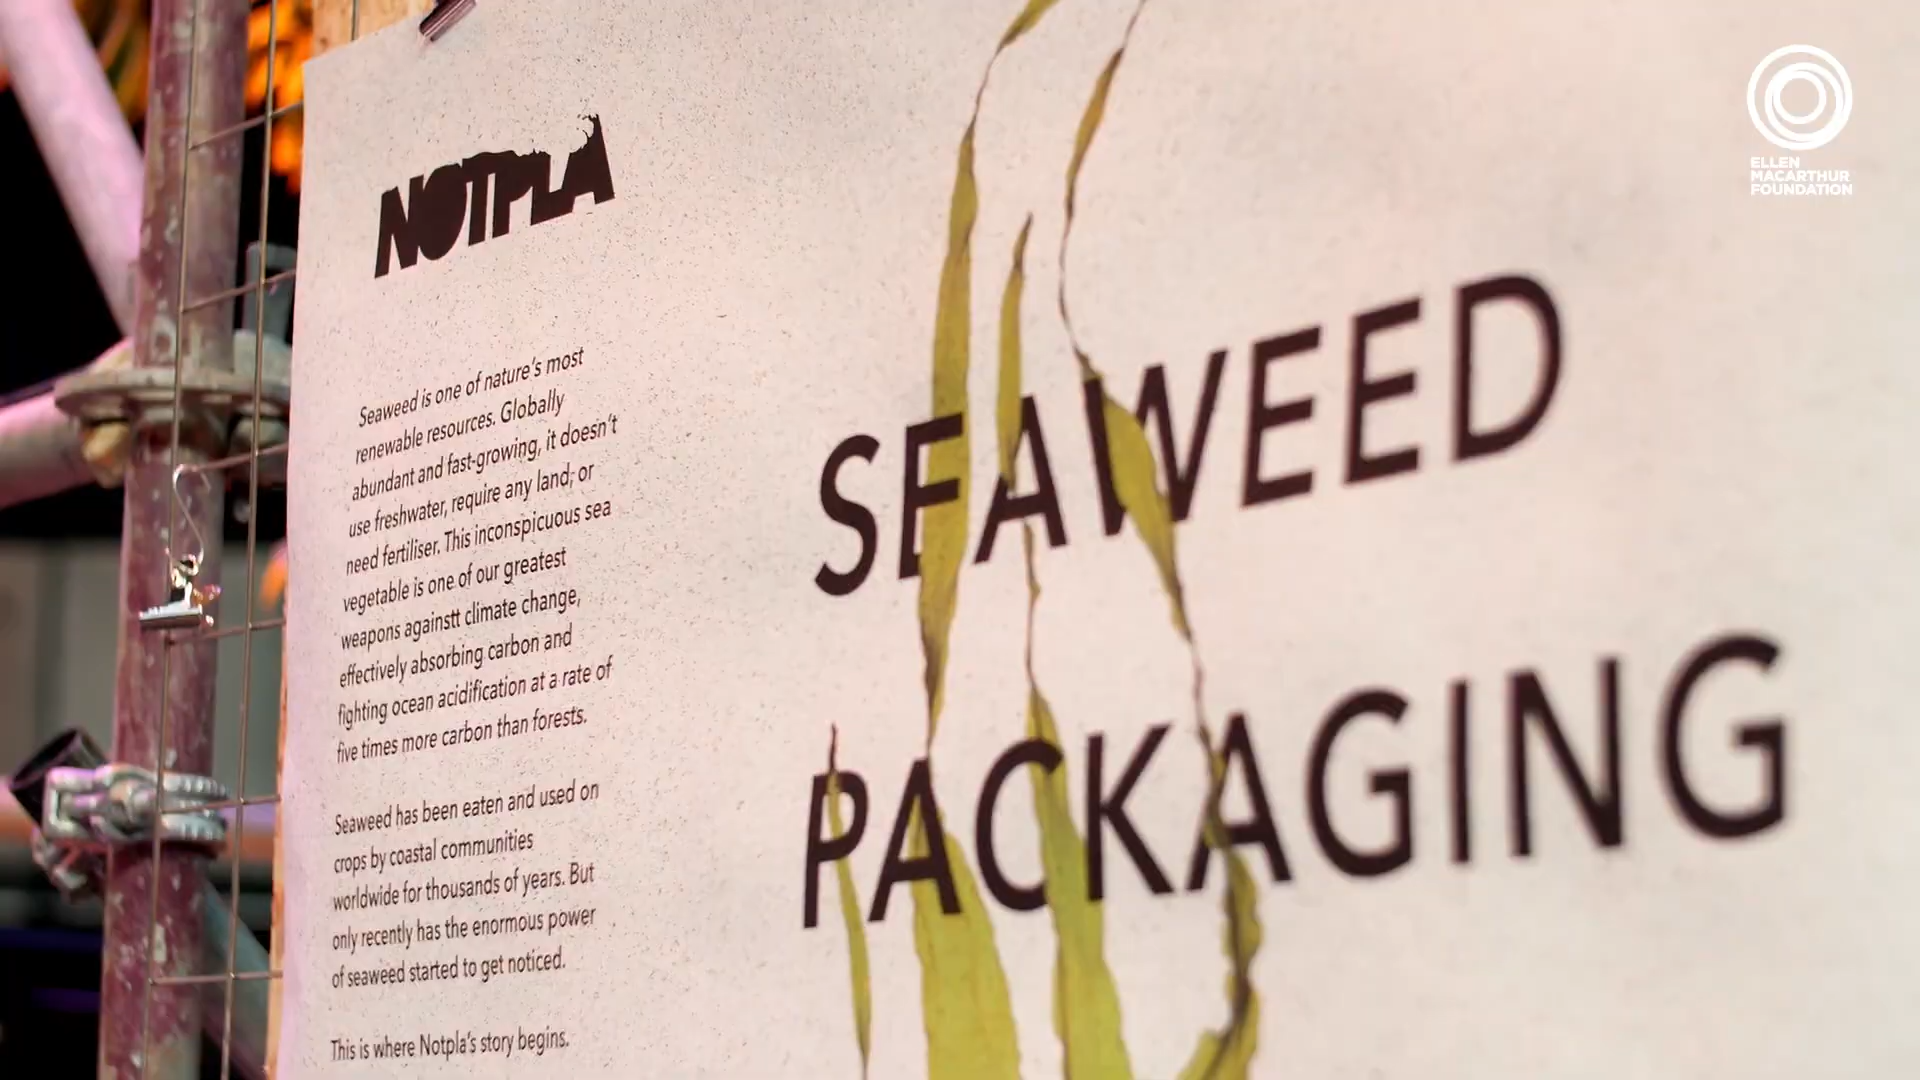 NOTPLA
Seaweed is one of nature's most
renewable resources. Globally
abundant and fast-growing, it doesn't
use freshwater, require any land, or
need fertiliser. This inconspicuous sea
vegetable is one of our greatest
weapons againstt climate change,
effectively absorbing carbon and
fighting ocean acidification at a rate of
five times more carbon than forests.
Seaweed has been eaten and used on
crops by coastal communities
worldwide for thousands of years. But
only recently has the enormous power
of seaweed started to get noticed.
This is where Notpla's story begins.
SEAWEED
PACKAGING
ELLEN
MACARTHUR
FOUNDATION